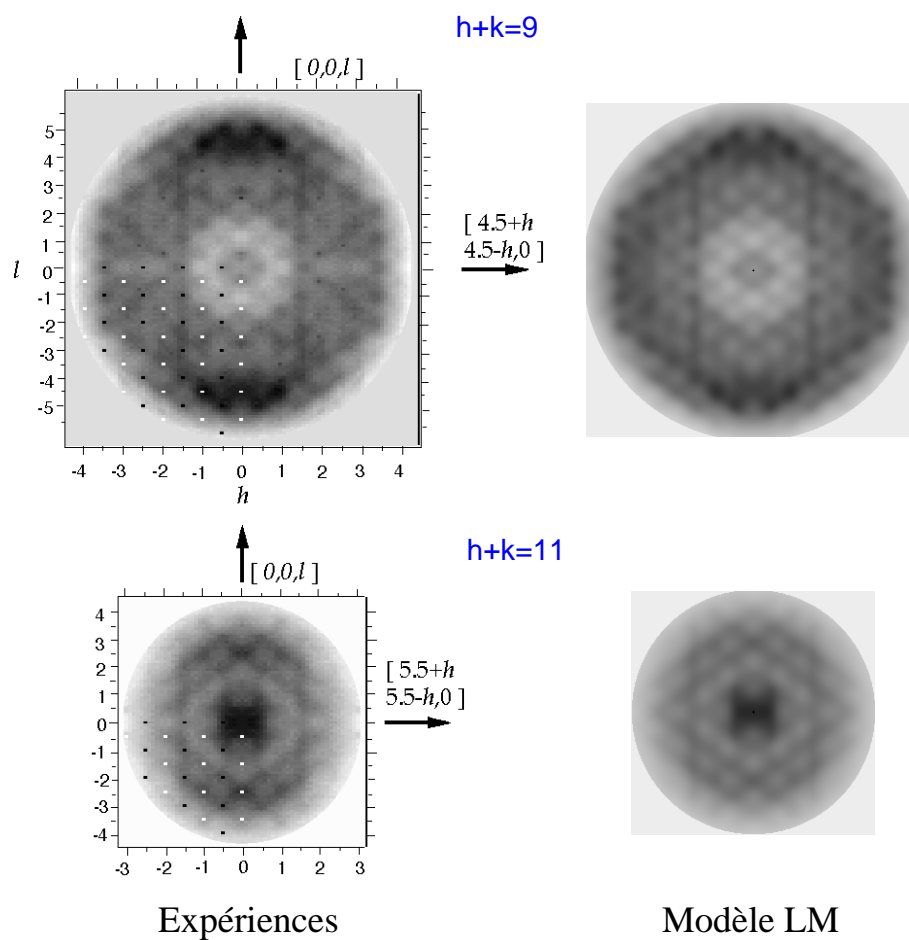 h+k=9
[ 0,0,l ]
5
4
3
2
1
0
-1
-2
-3
-4
-5
l
[ 4.5+h
4.5-h,0 ]
-4 -3 -2 -1 0 1 2 3 4
h
h+k=11
[ 0,0,l ]
4
3
2
1
0
-1
-2
-3
-4
[ 5.5+h
5.5-h,0 ]
-3 -2 -1 0 1 2 3
Expériences Modèle LM